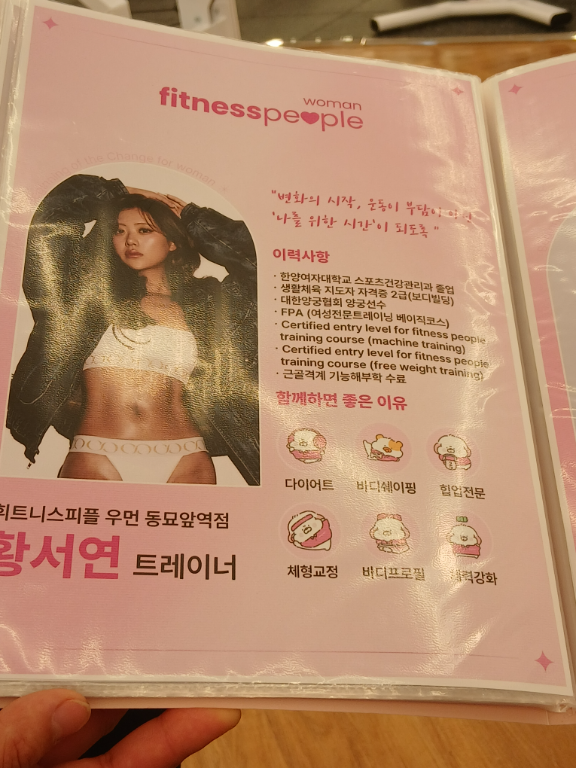 woman
fitnesspeople
of the Change for woman
"변화의 시작, 운동이 부담이 아닌
'나를 위한 시간'이 되도록"
이력사항
· 한양여자대학교 스포츠건강관리과 졸업
· 생활체육 지도자 자격증 2급(보디빌딩)
· 대한양궁협회 양궁선수
· FPA (여성전문트레이닝 베이직코스)
· Certified entry level for fitness people
training course (machine training)
· Certified entry level for fitness people
training course (free weight training)
· 근골격계 기능해부학 수료
함께하면 좋은 이유
다이어트 바디쉐이핑 힙업전문
체형교정 바디프로필 체력강화
휘트니스피플 우먼 동묘앞역점
황서연 트레이너